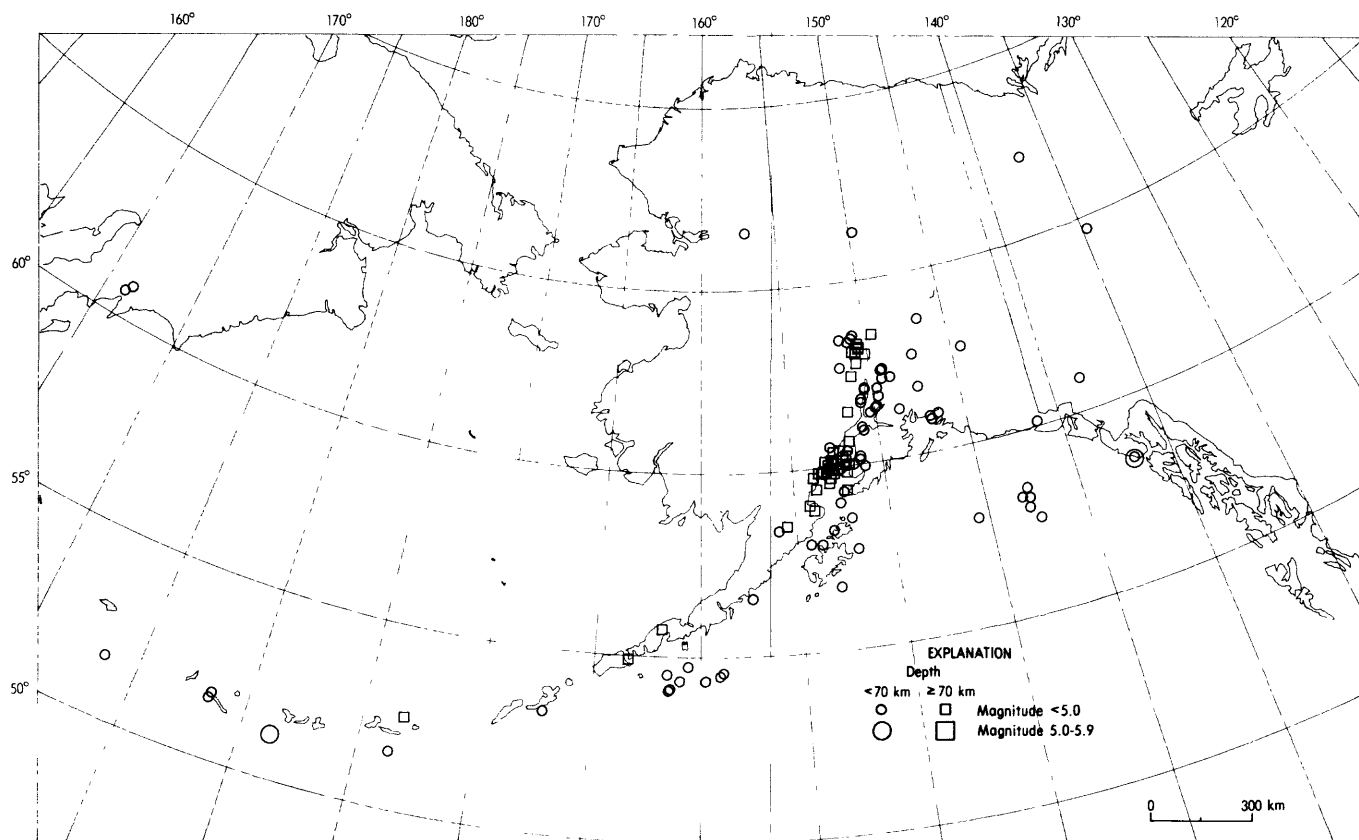 160° 170° 180° 170° 160° 150° 140° 130° 120°
60°
55°
50°
EXPLANATION
Depth
<70 km ≥70 km
Magnitude <5.0
Magnitude 5.0-5.9
0 300 km